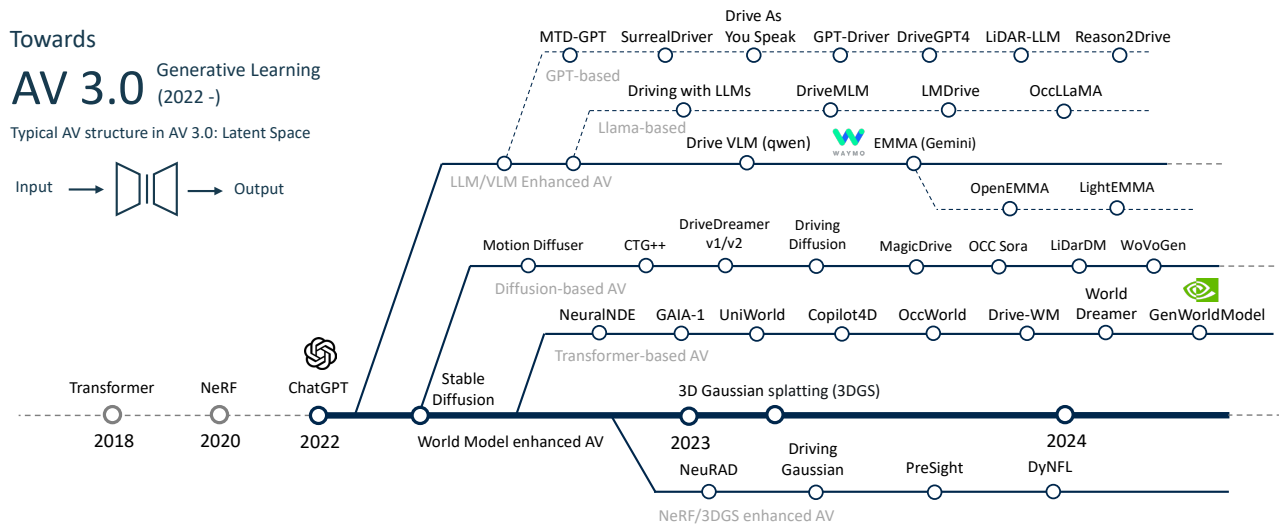 Towards
AV 3.0
Generative Learning
(2022 -)
Typical AV structure in AV 3.0: Latent Space
Input
Output
MTD-GPT
SurrealDriver
Drive As
You Speak
GPT-Driver
DriveGPT4
LiDAR-LLM
Reason2Drive
GPT-based
Driving with LLMs
DriveMLM
LMDrive
OccLLaMA
Llama-based
Drive VLM (qwen)
WAYMO
EMMA (Gemini)
LLM/VLM Enhanced AV
OpenEMMA
LightEMMA
Motion Diffuser
CTG++
DriveDreamer
v1/v2
Driving
Diffusion
MagicDrive
OCC Sora
LiDarDM
WoVoGen
Diffusion-based AV
NeuralNDE
GAIA-1
UniWorld
Copilot4D
OccWorld
Drive-WM
World
Dreamer
GenWorldModel
Transformer-based AV
Transformer
NeRF
ChatGPT
Stable
Diffusion
3D Gaussian splatting (3DGS)
2018
2020
2022
World Model enhanced AV
2023
2024
NeuRAD
Driving
Gaussian
PreSight
DyNFL
NeRF/3DGS enhanced AV